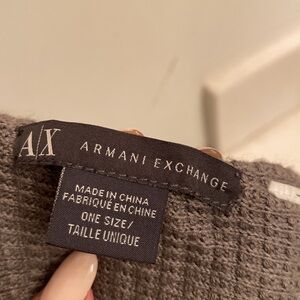 A|X ARMANI EXCHANGE
MADE IN CHINA
FABRIQUÉ EN CHINE
ONE SIZE/
TAILLE UNIQUE